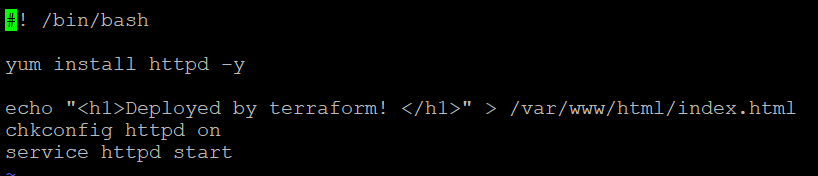 #! /bin/bash
yum install httpd -y
echo "<h1>Deployed by terraform! </h1>" > /var/www/html/index.html
chkconfig httpd on
service httpd start
~